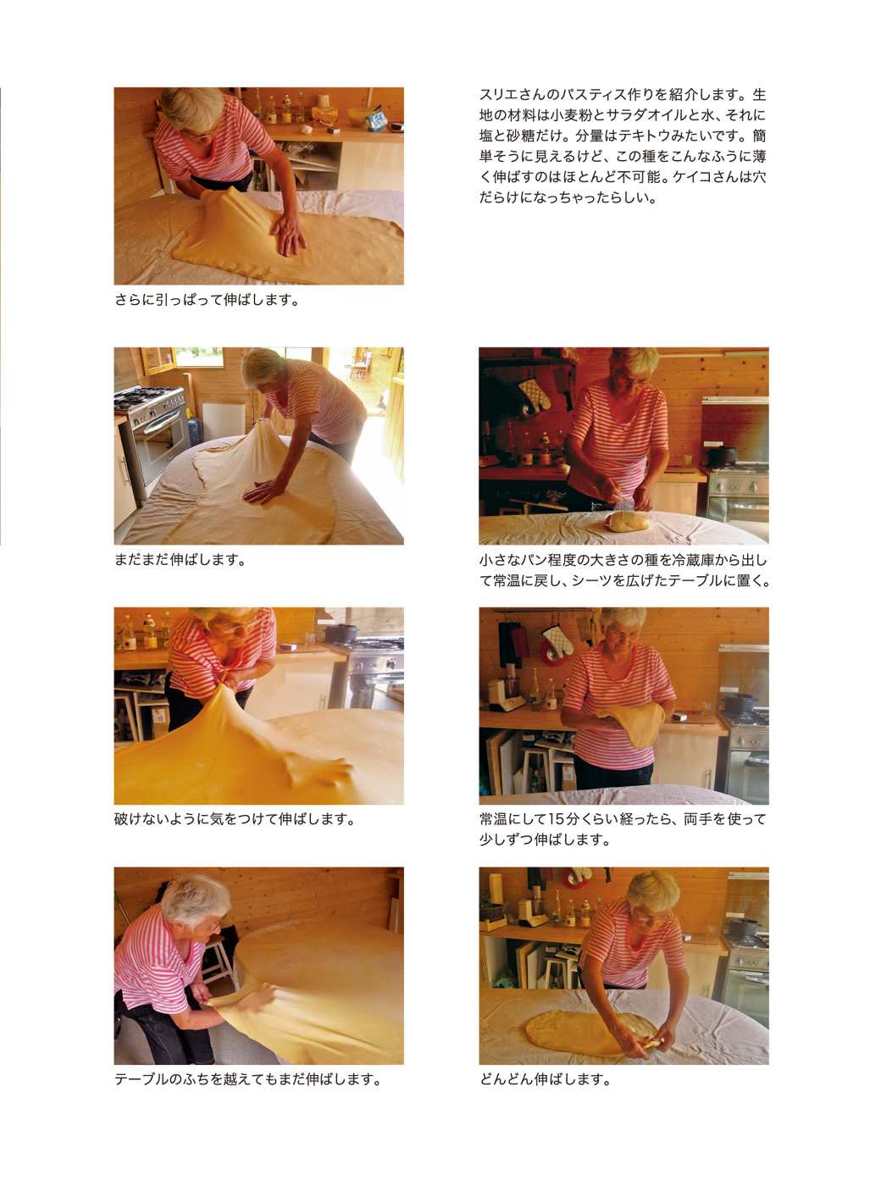 スリエさんのパスティス作りを紹介します。生
地の材料は小麦粉とサラダオイルと水、それに
塩と砂糖だけ。分量はテキトウみたいです。簡
単そうに見えるけど、この種をこんなふうに薄
く伸ばすのはほとんど不可能。ケイコさんは穴
だらけになっちゃったらしい。
小さなパン程度の大きさの種を冷蔵庫から出し
て常温に戻し、シーツを広げたテーブルに置く。
常温にして15分くらい経ったら、両手を使って
少しずつ伸ばします。
どんどん伸ばします。
さらに引っぱって伸ばします。
まだまだ伸ばします。
破けないように気をつけて伸ばします。
テーブルのふちを越えてもまだ伸ばします。